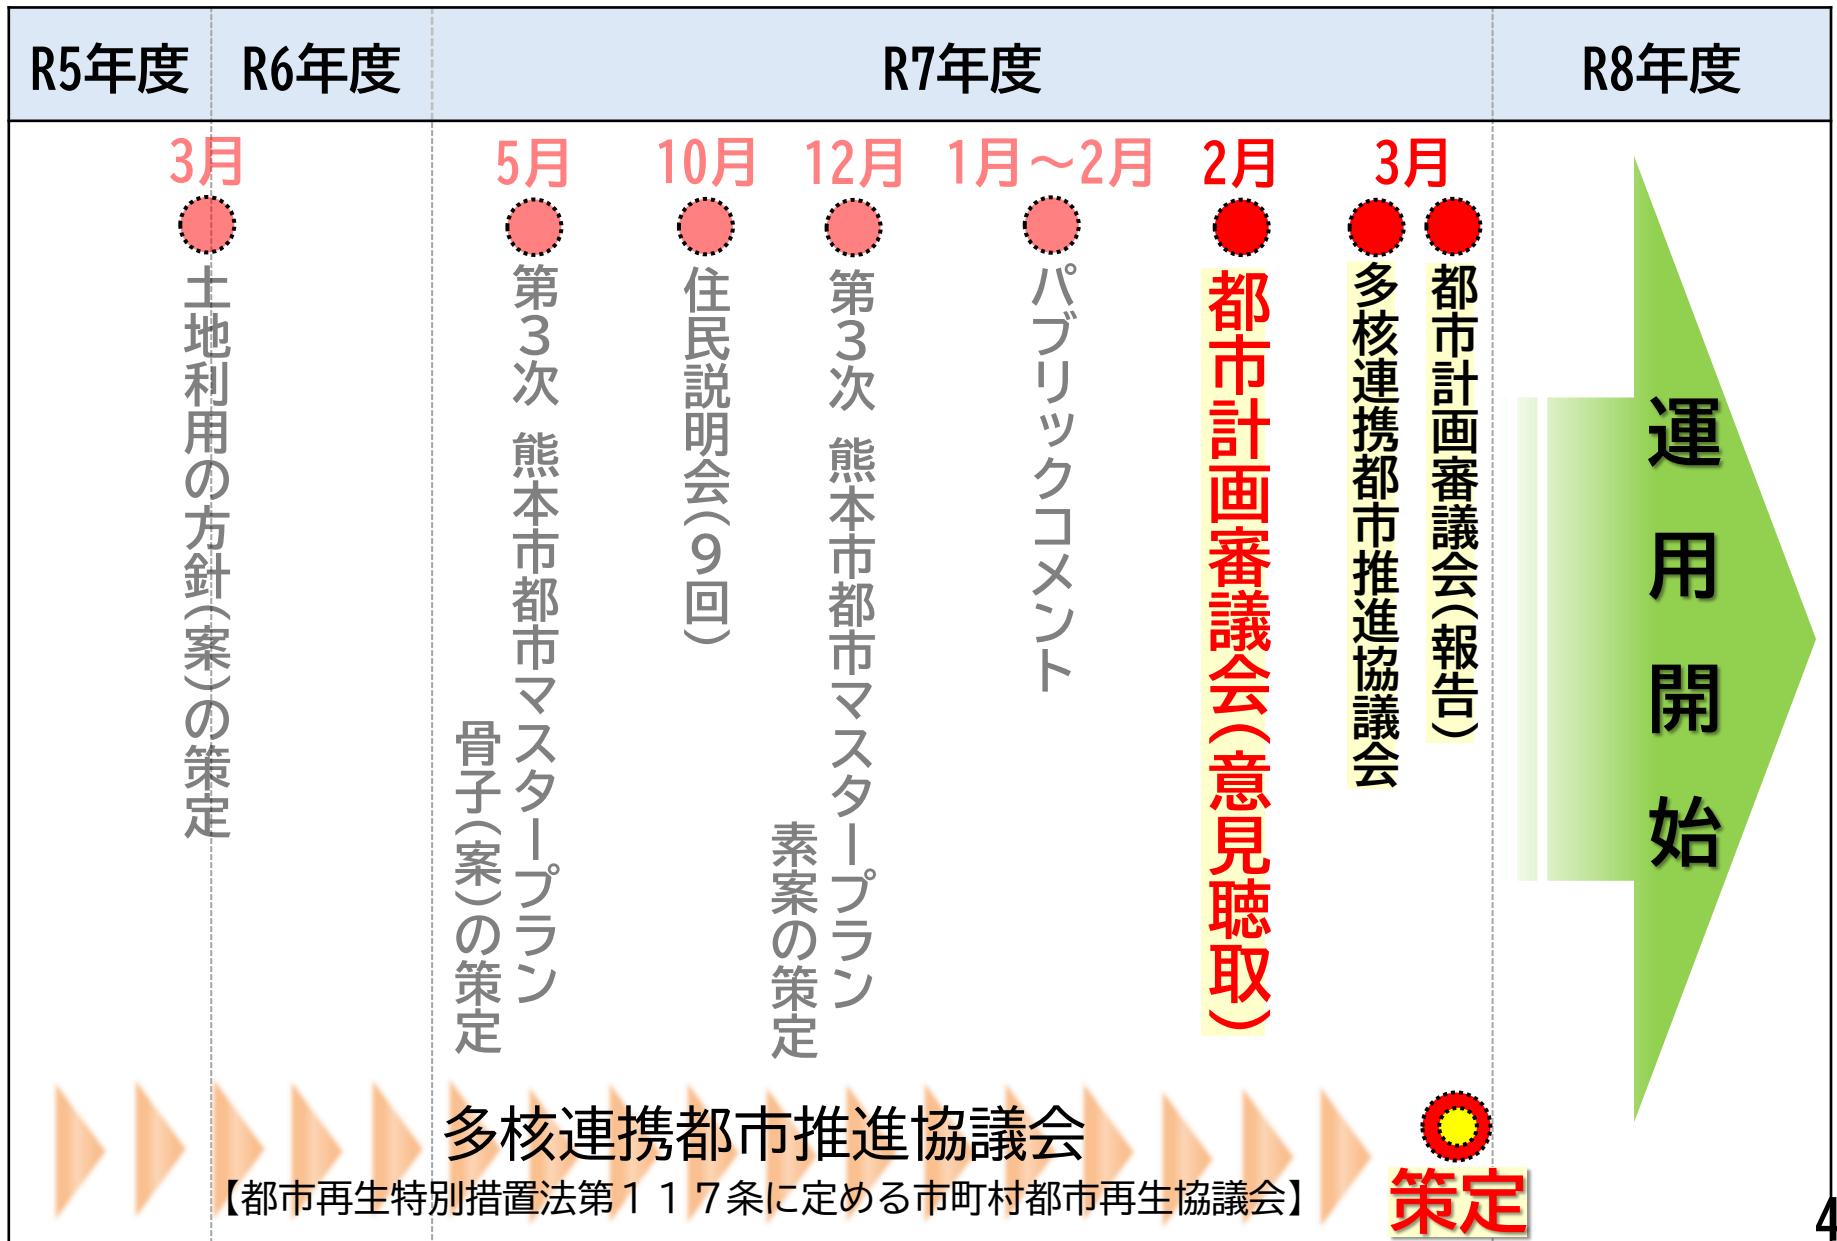 R5年度
R6年度
R7年度
R8年度
3月
5月
10月
12月
1月～2月
2月
3月
土地利用の方針(案)の策定
第3次 熊本市都市マスタープラン
骨子(案)の策定
住民説明会(9回)
第3次 熊本市都市マスタープラン
素案の策定
パブリックコメント
都市計画審議会(意見聴取)
多核連携都市推進協議会
都市計画審議会(報告)
運用開始
多核連携都市推進協議会
【都市再生特別措置法第１１７条に定める市町村都市再生協議会】
策定
4